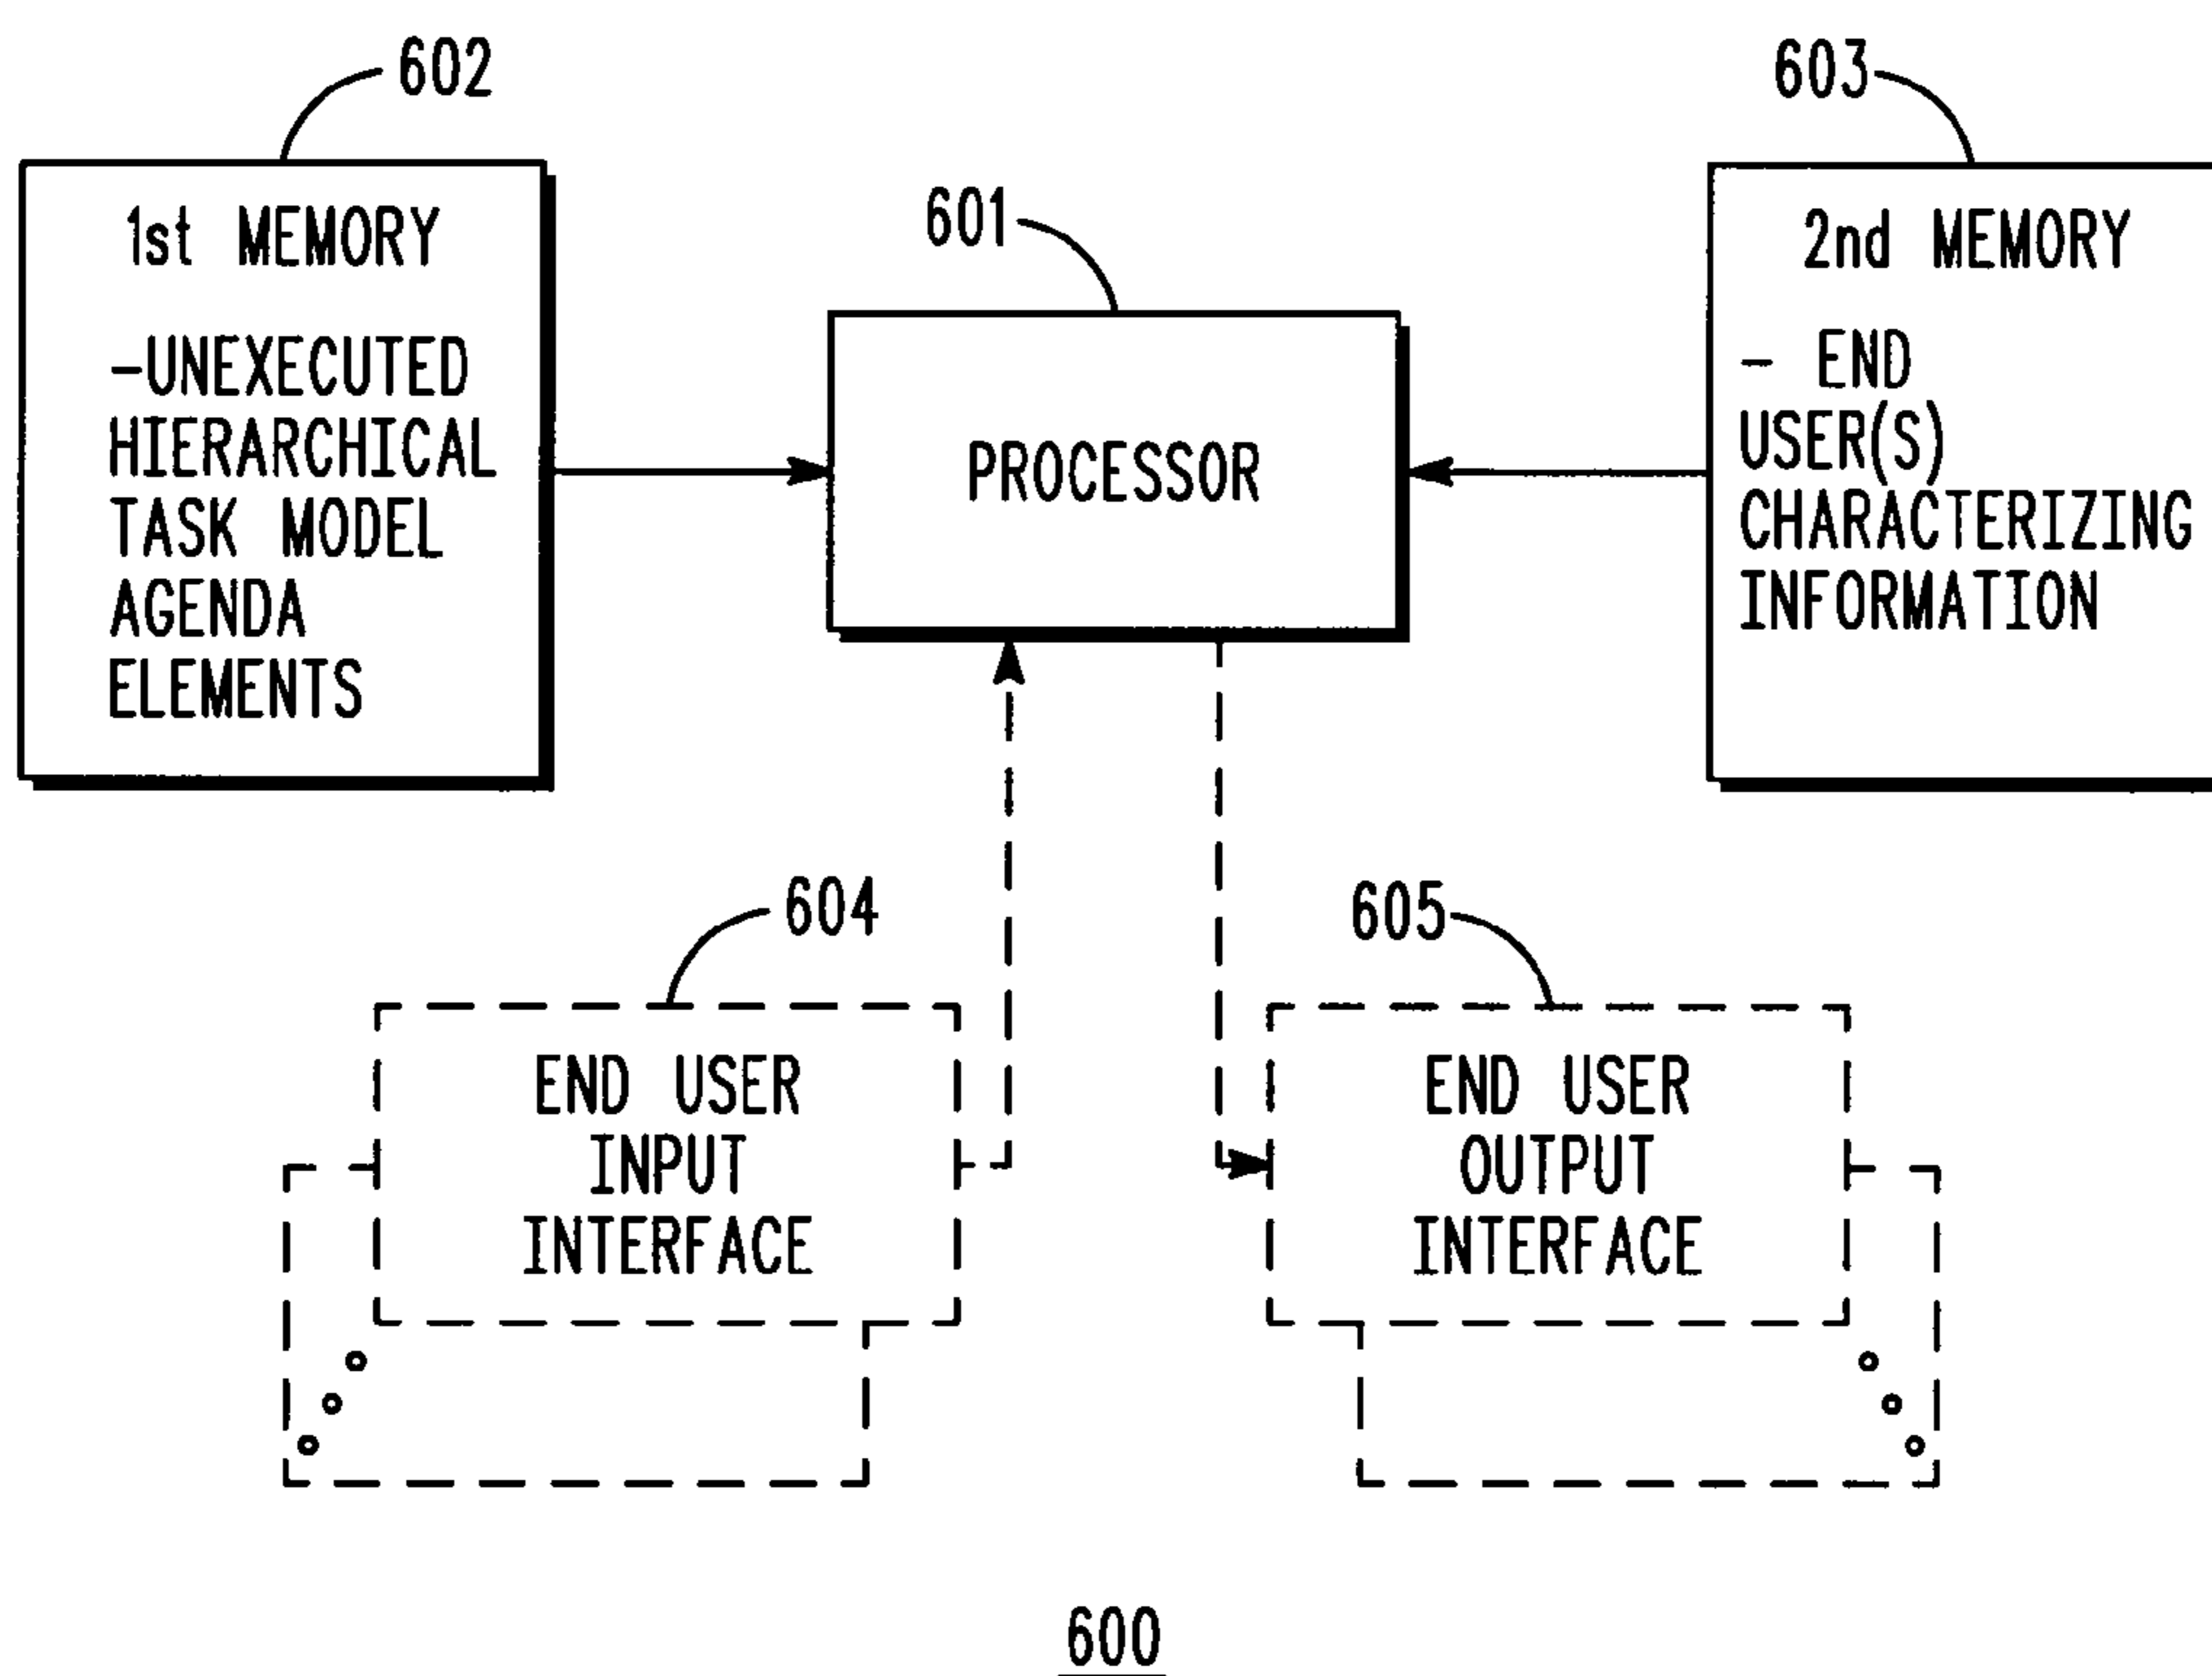 602
603
601
1st MEMORY
-UNEXECUTED
HIERARCHICAL
TASK MODEL
AGENDA
ELEMENTS
PROCESSOR
2nd MEMORY
- END
USER(S)
CHARACTERIZING
INFORMATION
604
605
END USER
INPUT
INTERFACE
END USER
OUTPUT
INTERFACE
600